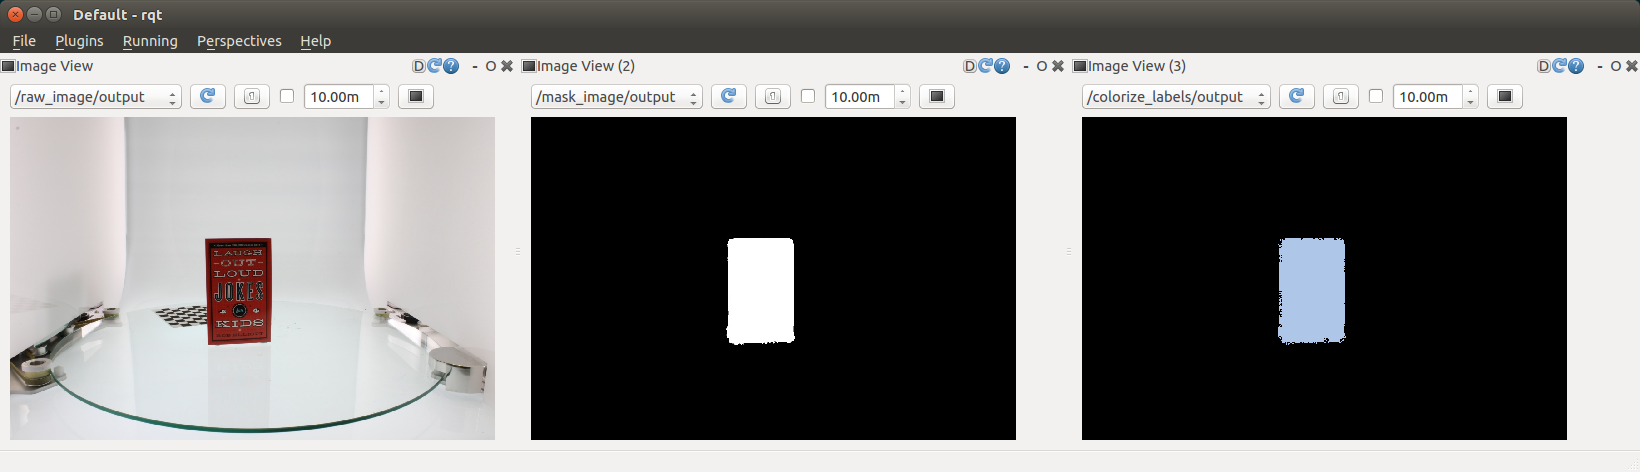 Default - rqt
File Plugins Running Perspectives Help
Image View D ? - O
Image View (2) D ? - O
Image View (3) D ? - O
/raw_image/output 10.00m
/mask_image/output 10.00m
/colorize_labels/output 10.00m
LAUGH
-OUT-
LOUD
JOKES
for
KIDS